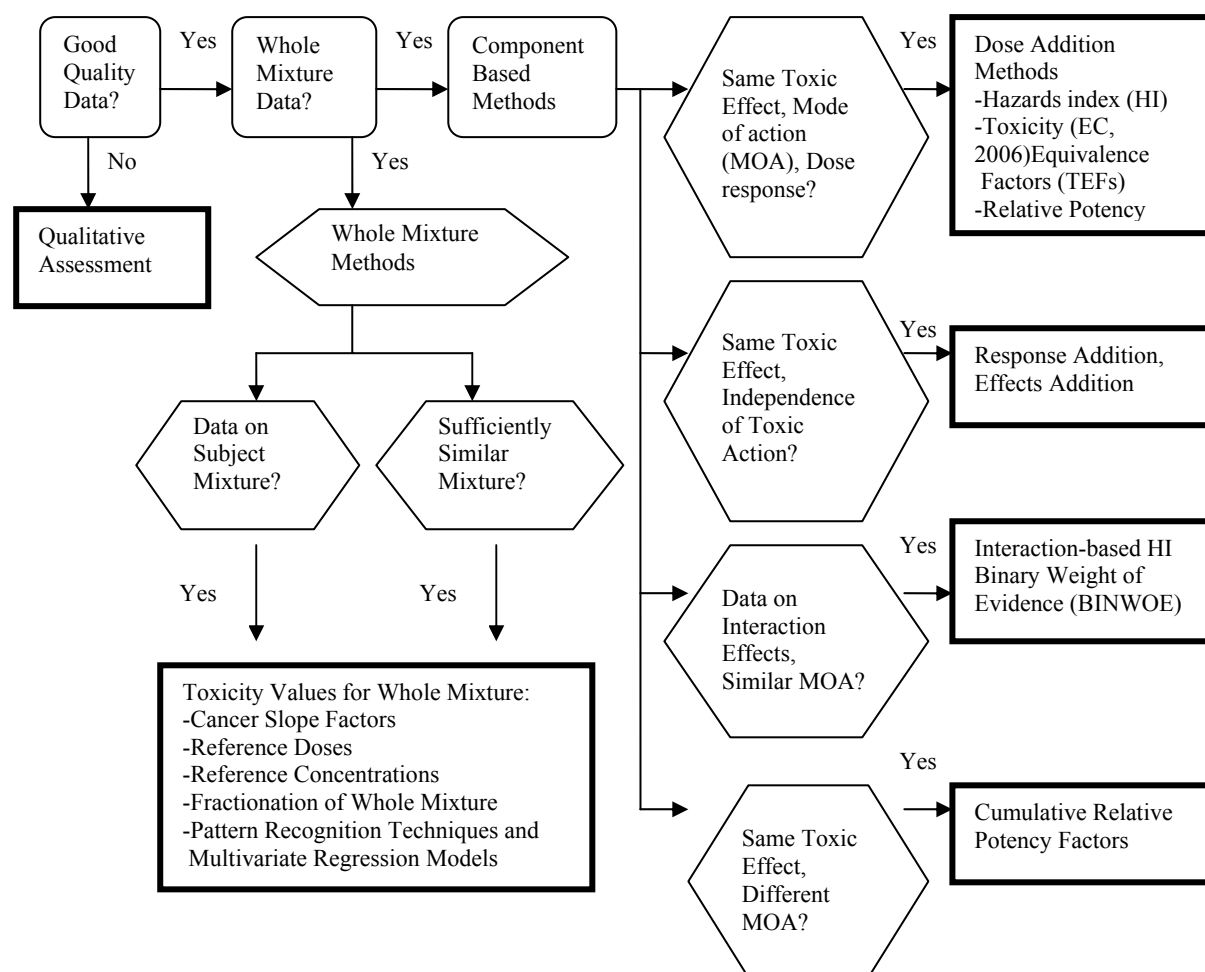 Good
Quality
Data?
Yes
Whole
Mixture
Data?
Yes
Component
Based
Methods
No
Qualitative
Assessment
Yes
Whole Mixture
Methods
Data on
Subject
Mixture?
Sufficiently
Similar
Mixture?
Yes
Yes
Toxicity Values for Whole Mixture:
-Cancer Slope Factors
-Reference Doses
-Reference Concentrations
-Fractionation of Whole Mixture
-Pattern Recognition Techniques and
Multivariate Regression Models
Same Toxic
Effect, Mode
of action
(MOA), Dose
response?
Yes
Dose Addition
Methods
-Hazards index (HI)
-Toxicity (EC,
2006)Equivalence
Factors (TEFs)
-Relative Potency
Same Toxic
Effect,
Independence
of Toxic
Action?
Yes
Response Addition,
Effects Addition
Data on
Interaction
Effects,
Similar MOA?
Yes
Interaction-based HI
Binary Weight of
Evidence (BINWOE)
Same Toxic
Effect,
Different
MOA?
Yes
Cumulative Relative
Potency Factors